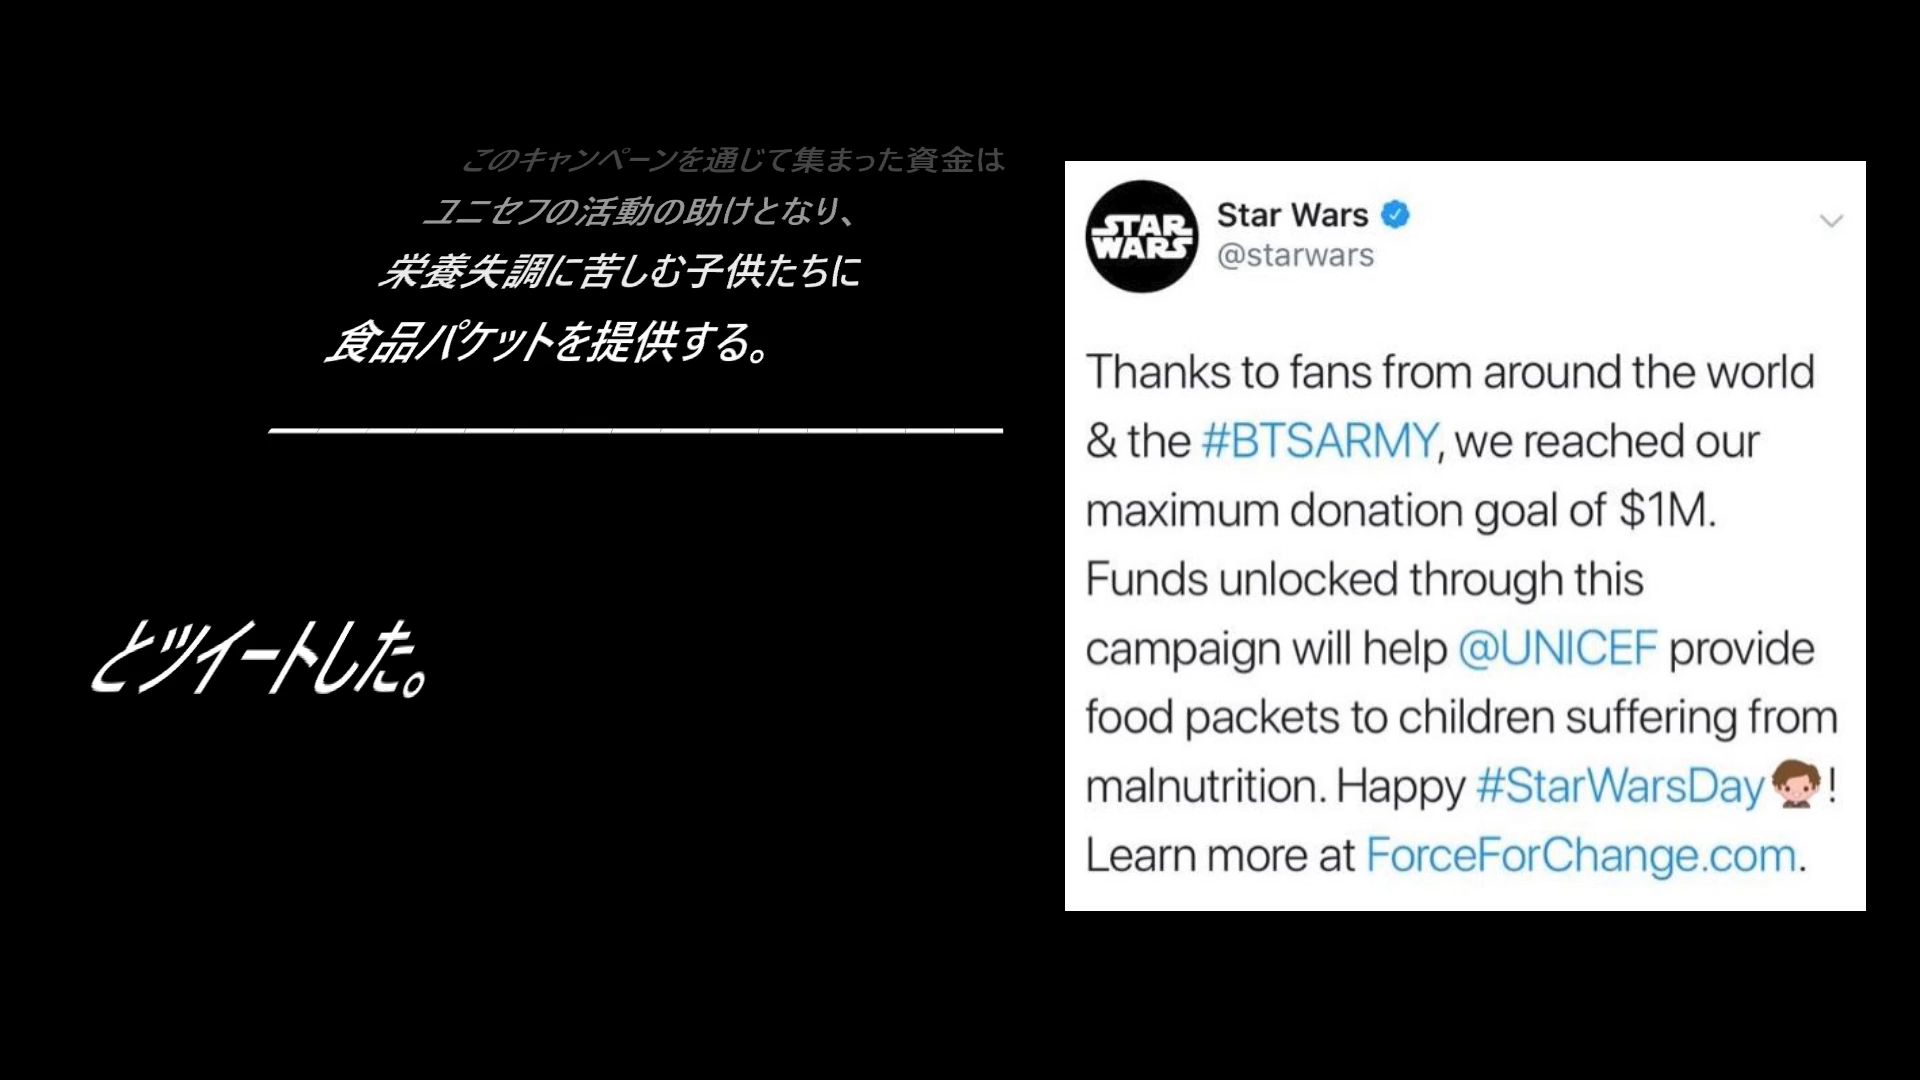 このキャンペーンを通じて集まった資金は
ユニセフの活動の助けとなり、
栄養失調に苦しむ子供たちに
食品パケットを提供する。
とツイートした。
STAR
WARS
Star Wars
@starwars
Thanks to fans from around the world
& the #BTSARMY, we reached our
maximum donation goal of $1M.
Funds unlocked through this
campaign will help @UNICEF provide
food packets to children suffering from
malnutrition. Happy #StarWarsDay!
Learn more at ForceForChange.com.